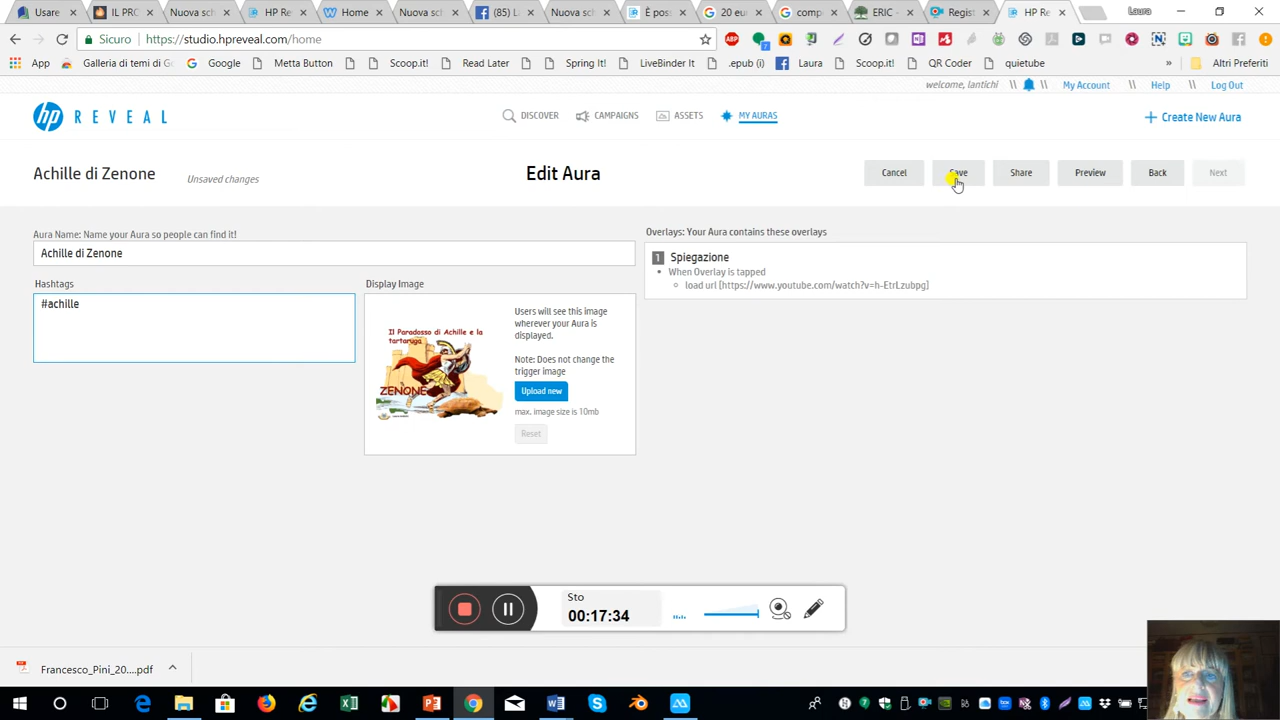 Usare
IL PRC
Nuova sch
HP Re
Home
Nuova sch
(85) L
Nuova sch
È poss
20 eur
comp
ERIC -
Regist
HP Re
Laura
Sicuro
https://studio.hpreveal.com/home
App
Galleria di temi di Go
Google
Metta Button
Scoop.it!
Read Later
Spring It!
LiveBinder It
.epub (i)
Laura
Scoop.it!
QR Coder
quietube
»
Altri Preferiti
welcome, lantichi \\ \\ My Account \\ Help \\ Log Out
hp REVEAL
DISCOVER
CAMPAIGNS
ASSETS
MY AURAS
Create New Aura
Achille di Zenone
Unsaved changes
Edit Aura
Cancel
Save
Share
Preview
Back
Next
Aura Name: Name your Aura so people can find it!
Achille di Zenone
Hashtags
#achille
Display Image
Il Paradosso di Achille e la
tartaruga
ZENONE
Users will see this image
wherever your Aura is
displayed.
Note: Does not change the
trigger image
Upload new
max. image size is 10mb
Reset
Overlays: Your Aura contains these overlays
1 Spiegazione
When Overlay is tapped
load url [https://www.youtube.com/watch?v=h-EtrLzubpg]
Sto
00:17:34
Francesco_Pini_20....pdf